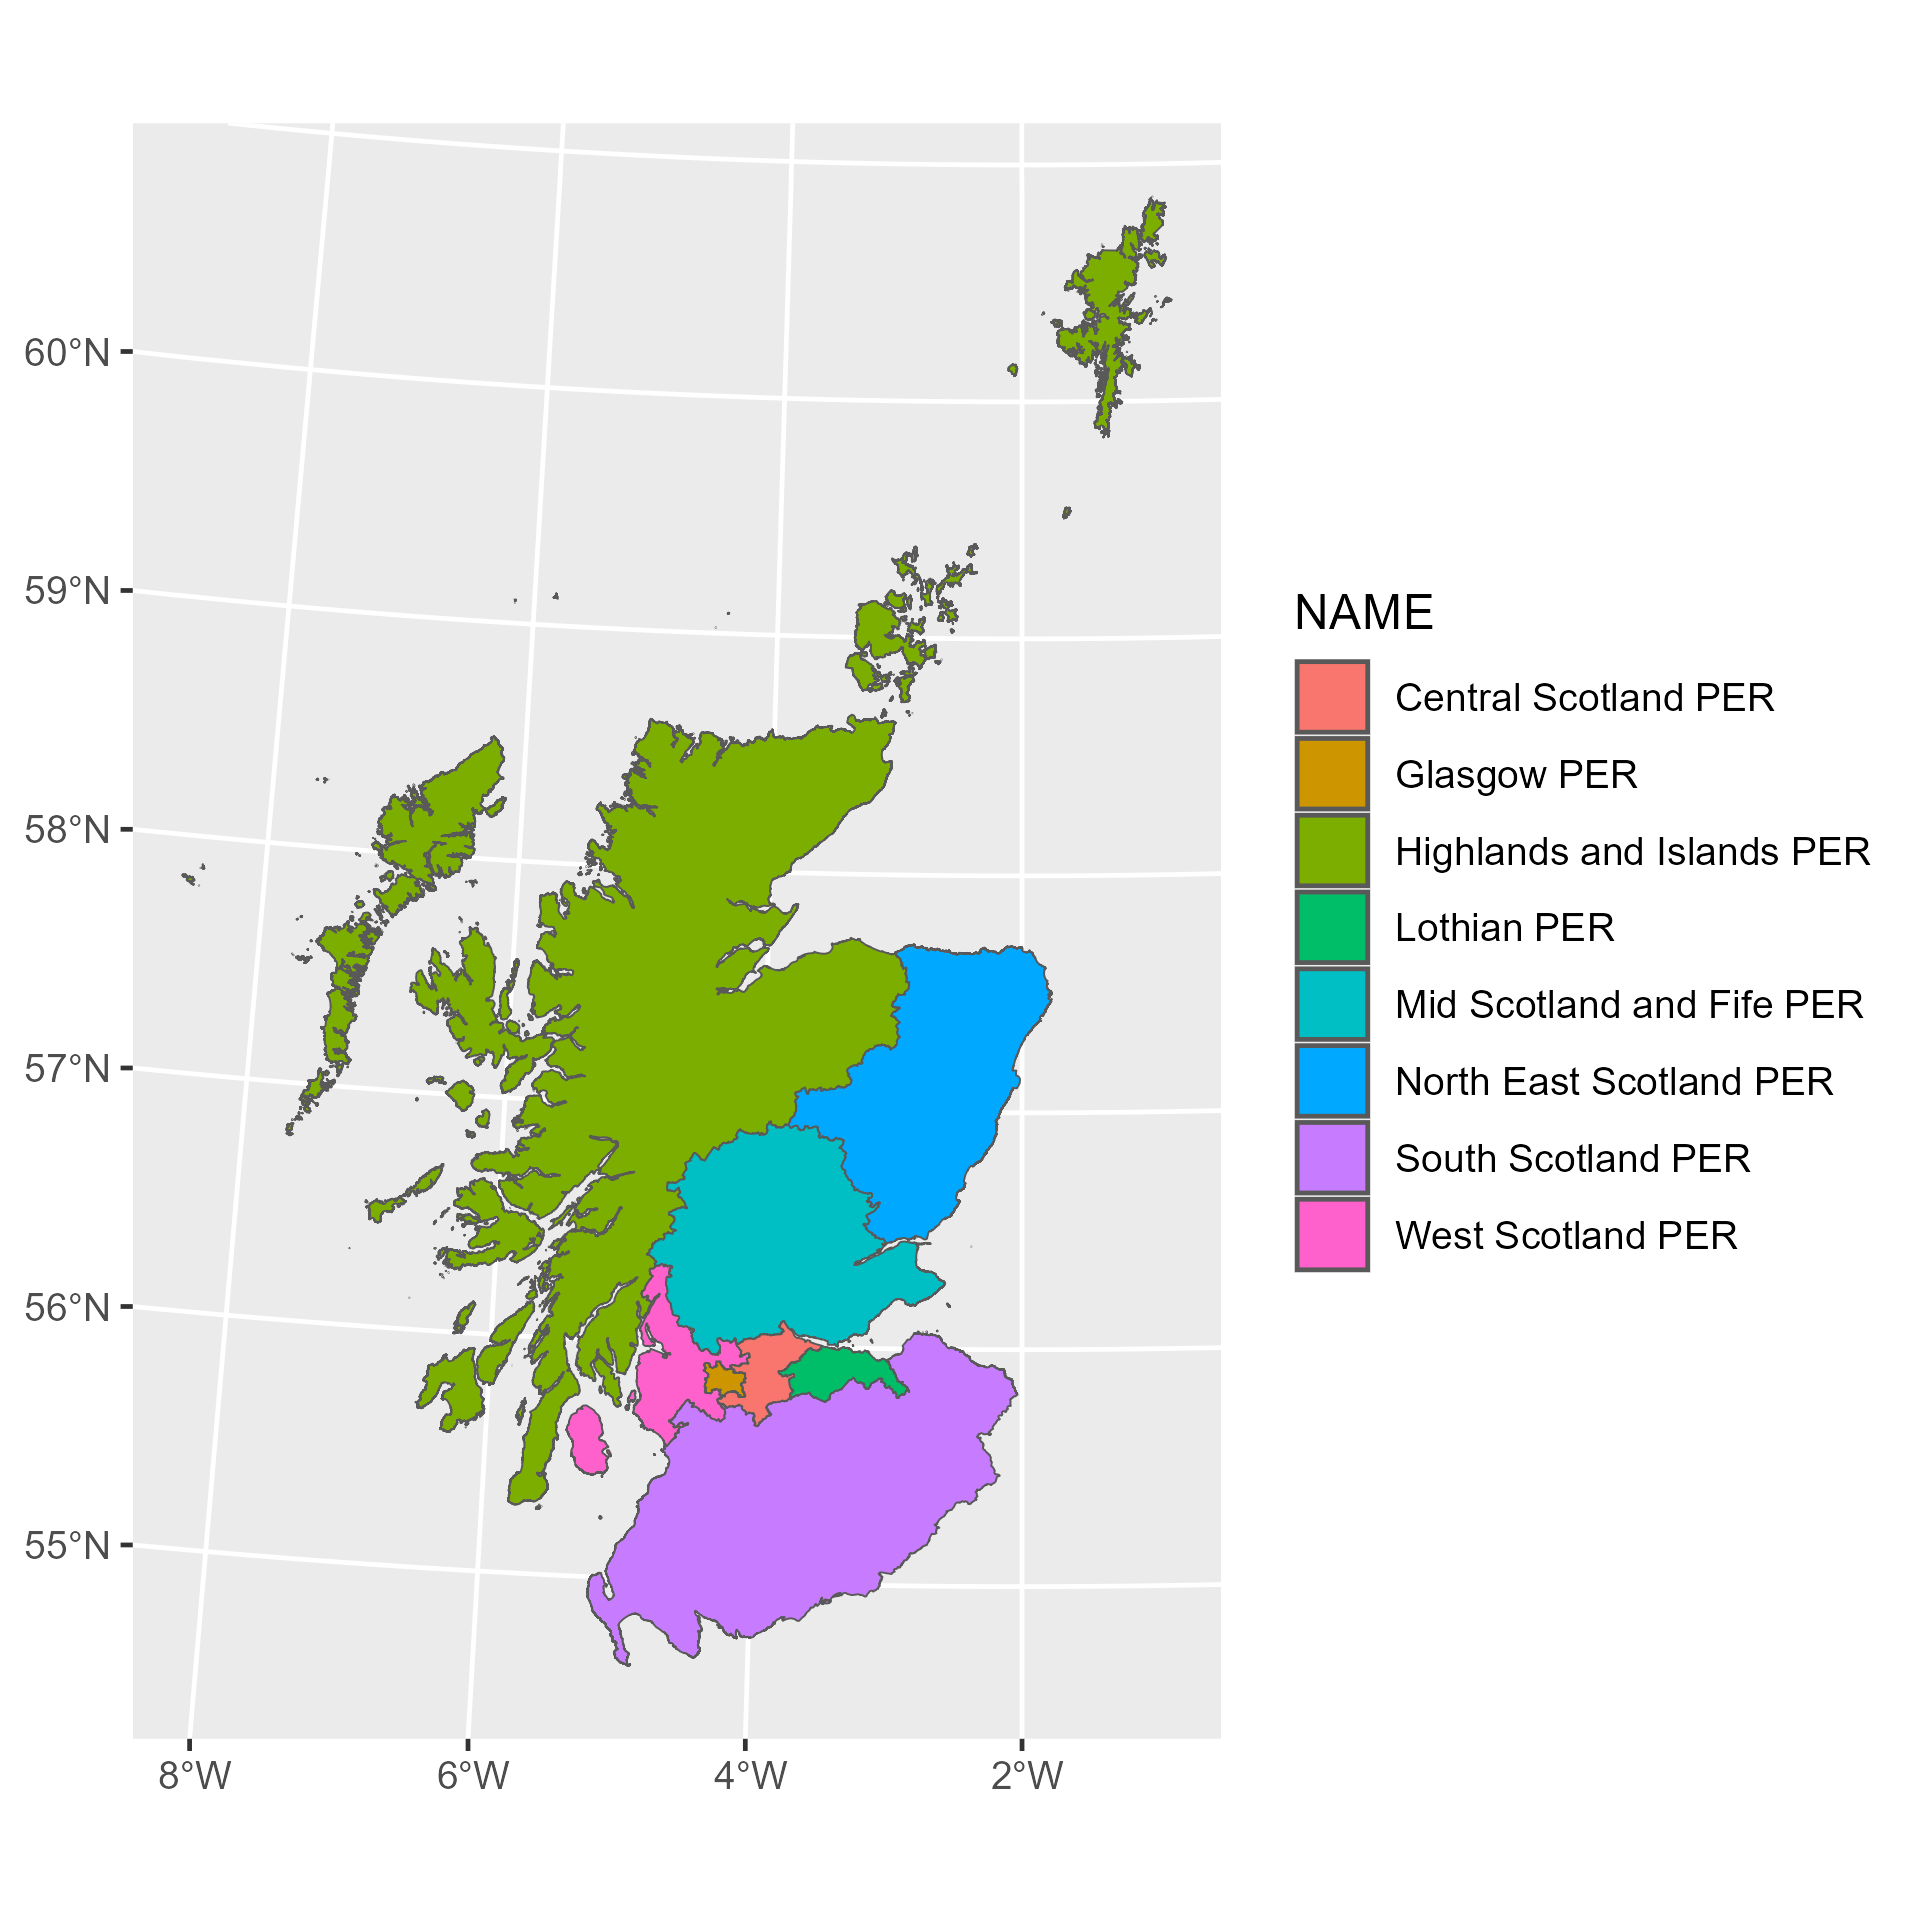 60°N
59°N
58°N
57°N
56°N
55°N
8°W
6°W
4°W
2°W
NAME
Central Scotland PER
Glasgow PER
Highlands and Islands PER
Lothian PER
Mid Scotland and Fife PER
North East Scotland PER
South Scotland PER
West Scotland PER